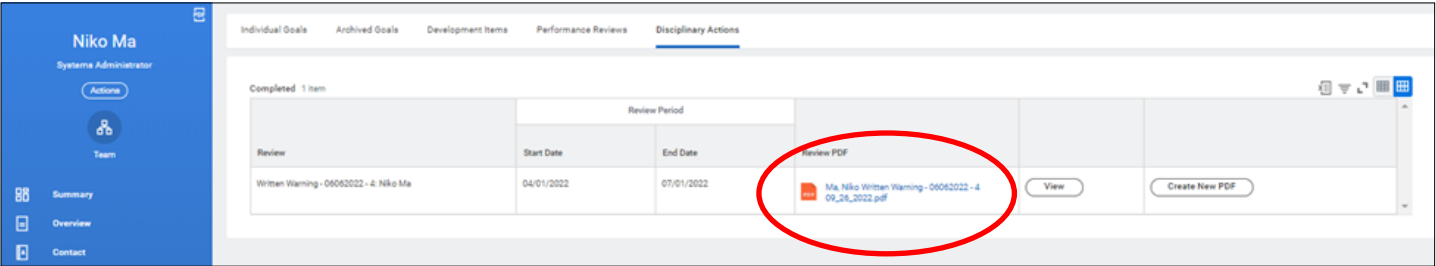 PDF
Niko Ma
Systems Administrator
Actions
Team
Summary
Overview
Contact
Individual Goals Archived Goals Development Items Performance Reviews Disciplinary Actions
Completed 1 item
Review Period
Review Start Date End Date Review PDF
Written Warning - 06062022 - 4: Niko Ma 04/01/2022 07/01/2022 Ma, Niko Written Warning - 06062022 - 4 View Create New PDF
09_26_2022.pdf